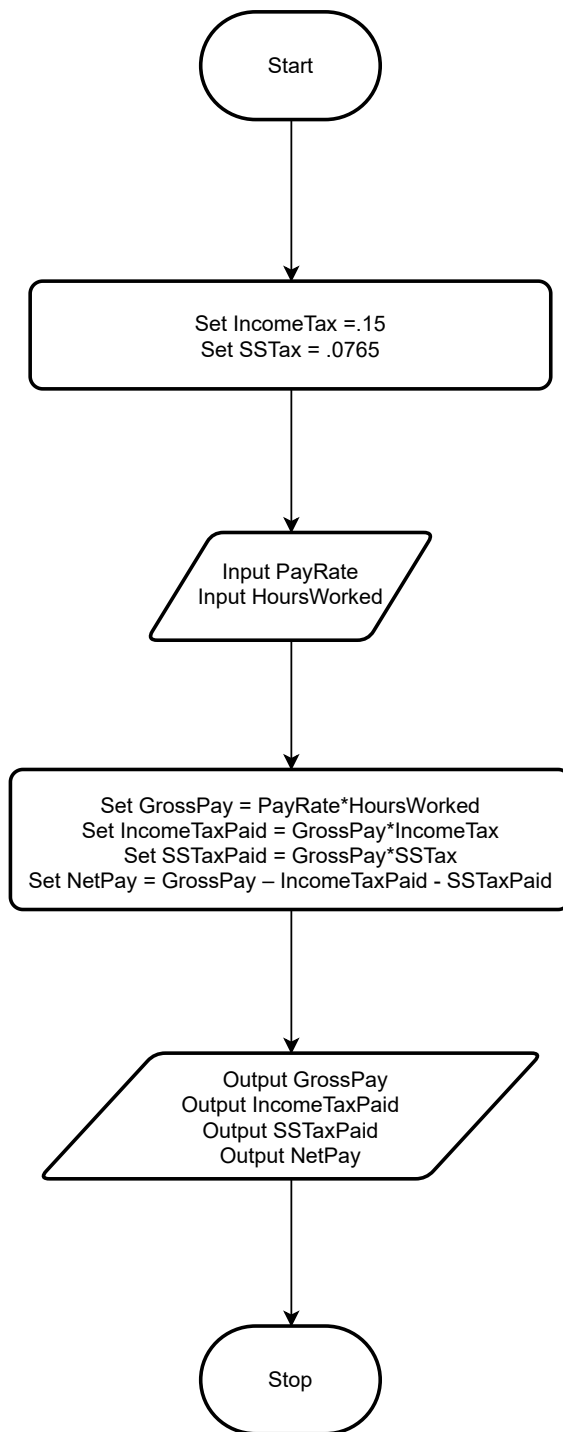 Start
Set IncomeTax =.15
Set SSTax = .0765
Input PayRate
Input HoursWorked
Set GrossPay = PayRate*HoursWorked
Set IncomeTaxPaid = GrossPay*IncomeTax
Set SSTaxPaid = GrossPay*SSTax
Set NetPay = GrossPay – IncomeTaxPaid - SSTaxPaid
Output GrossPay
Output IncomeTaxPaid
Output SSTaxPaid
Output NetPay
Stop